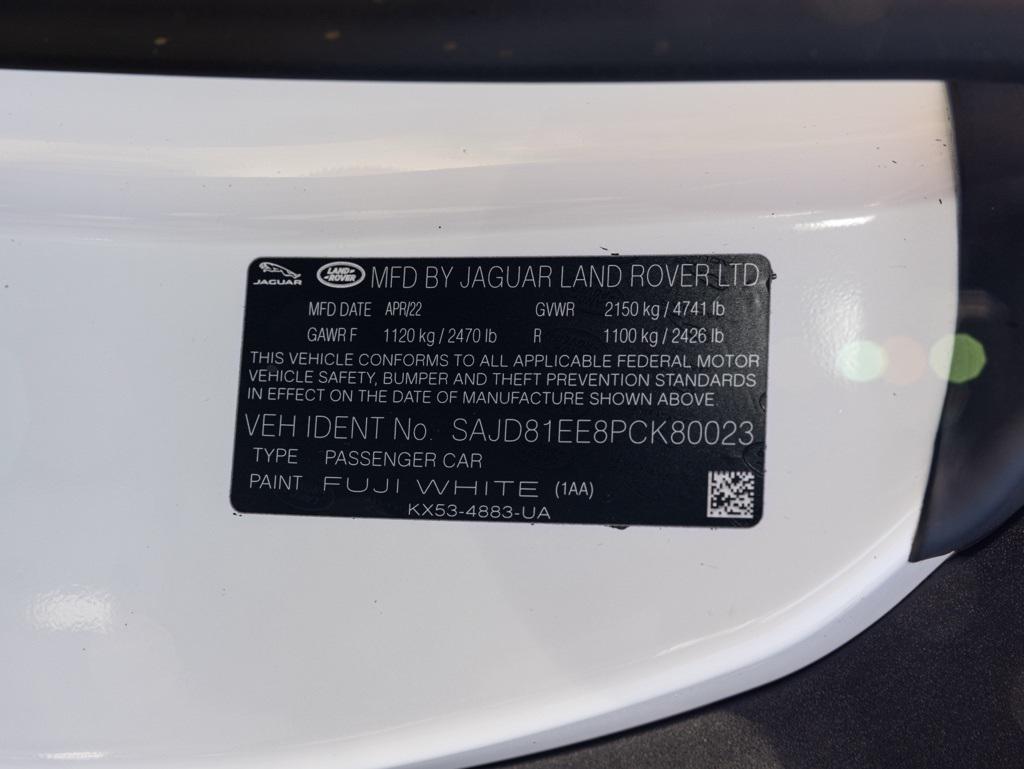 JAGUAR LAND ROVER MFD BY JAGUAR LAND ROVER LTD
MFD DATE APR/22 GVWR 2150 kg / 4741 lb
GAWR F 1120 kg / 2470 lb R 1100 kg / 2426 lb
THIS VEHICLE CONFORMS TO ALL APPLICABLE FEDERAL MOTOR
VEHICLE SAFETY, BUMPER AND THEFT PREVENTION STANDARDS
IN EFFECT ON THE DATE OF MANUFACTURE SHOWN ABOVE.
VEH IDENT No. SAJD81EE8PCK80023
TYPE PASSENGER CAR
PAINT FUJI WHITE (1AA)
KX53-4883-UA